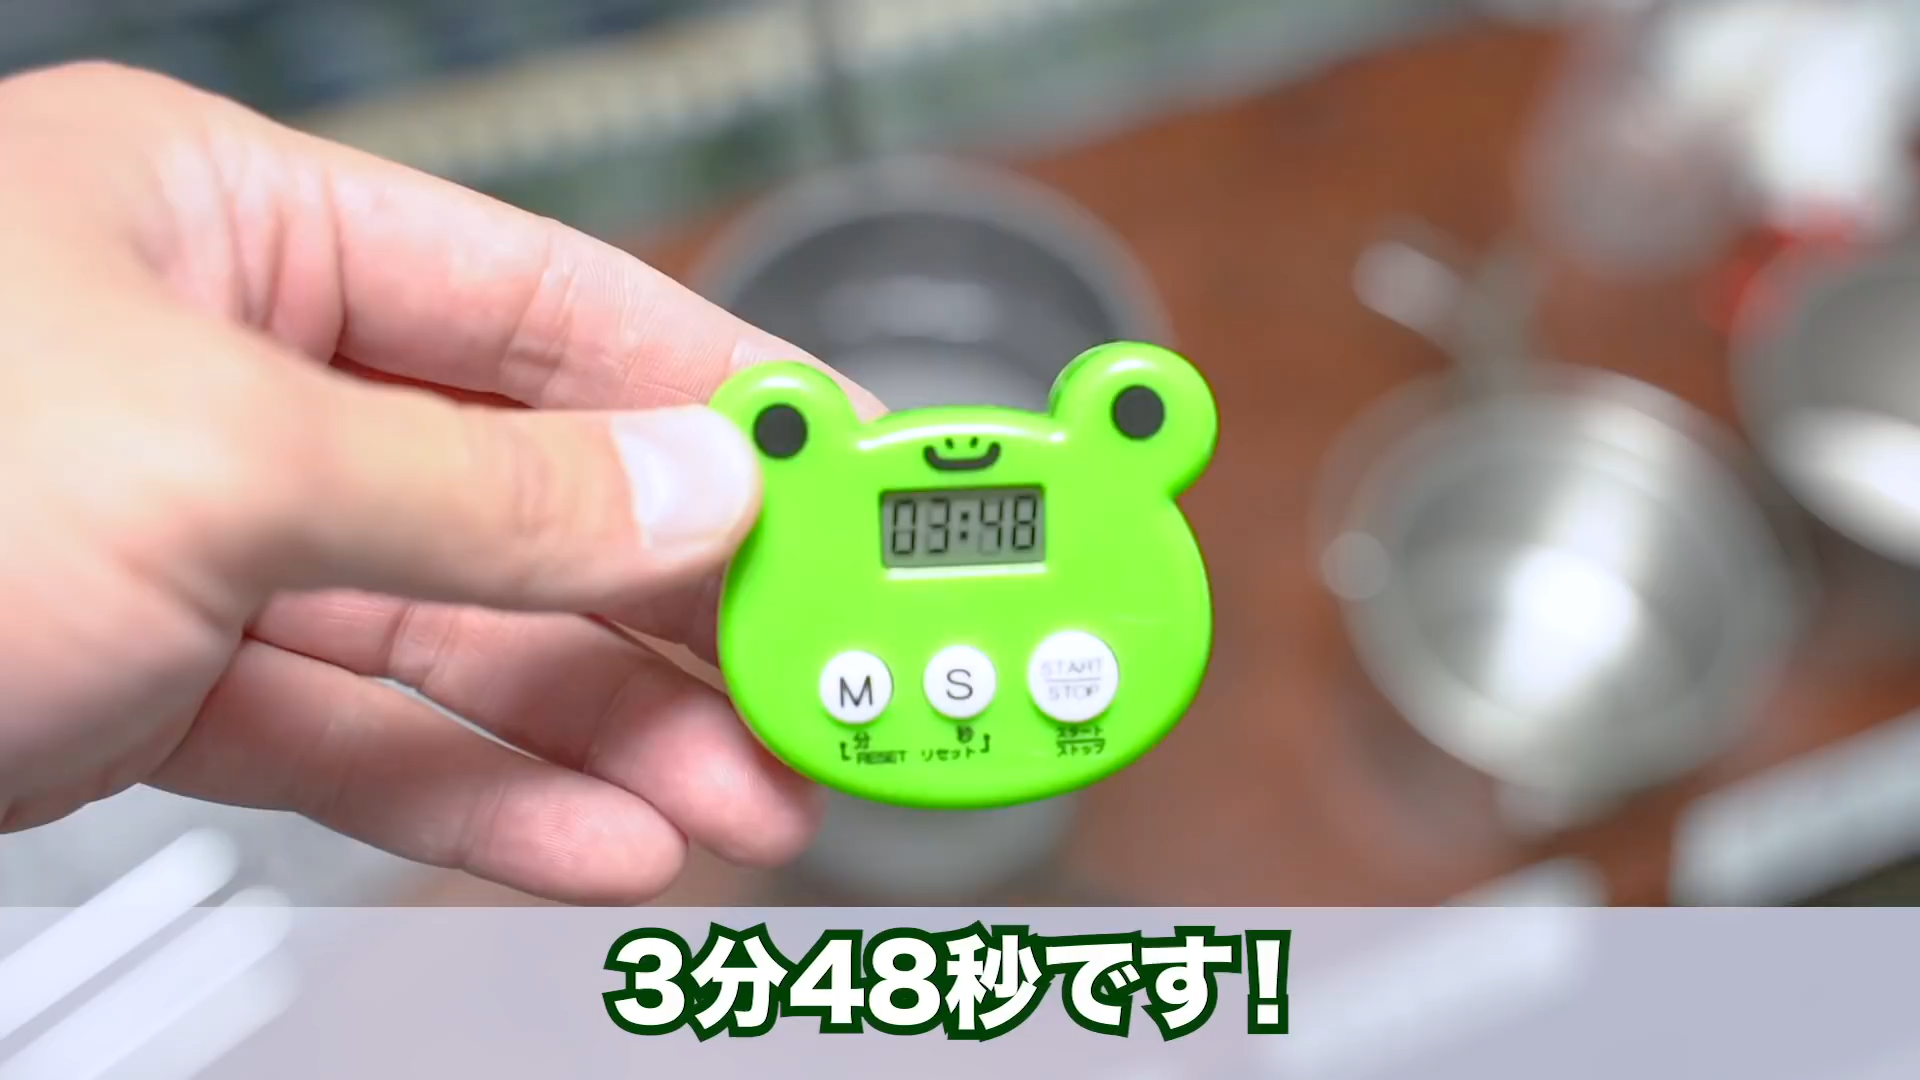 03:48
M
S
START
STOP
分
RESET
秒
リセット
スタート
ストップ
3分48秒です!